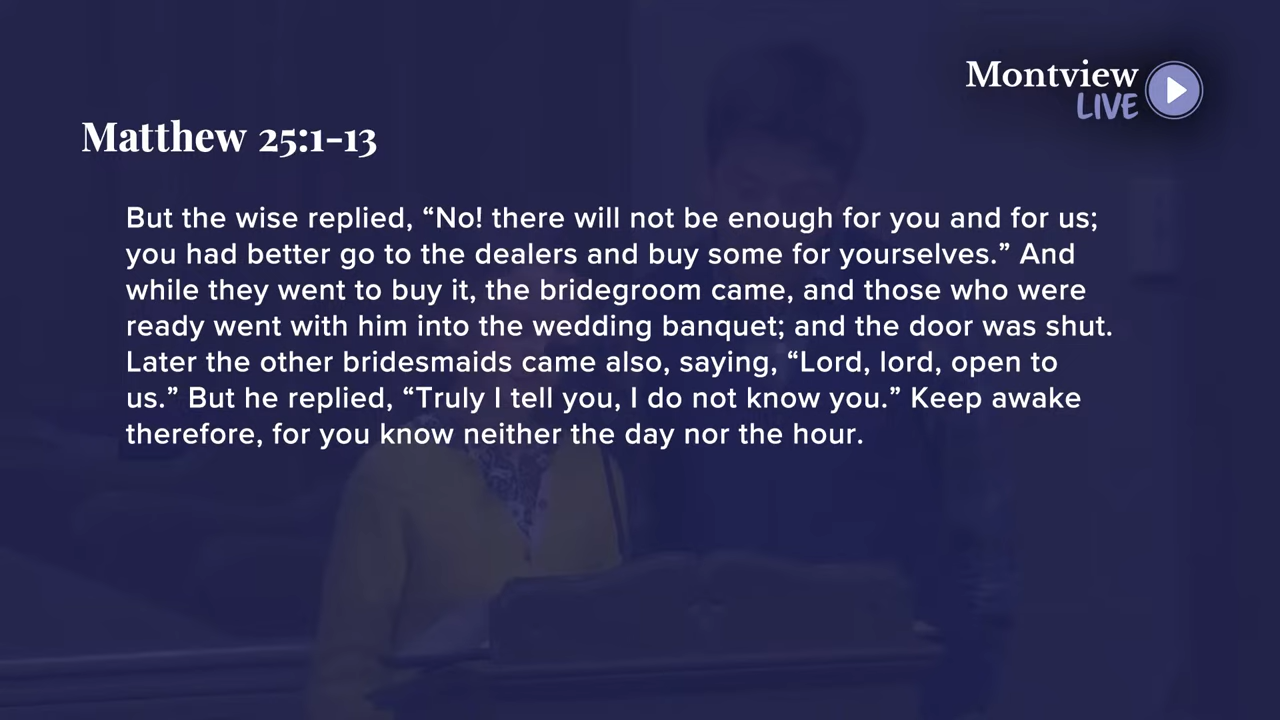 Montview
LIVE
Matthew 25:1-13
But the wise replied, “No! there will not be enough for you and for us;
you had better go to the dealers and buy some for yourselves.” And
while they went to buy it, the bridegroom came, and those who were
ready went with him into the wedding banquet; and the door was shut.
Later the other bridesmaids came also, saying, “Lord, lord, open to
us.” But he replied, “Truly I tell you, I do not know you.” Keep awake
therefore, for you know neither the day nor the hour.